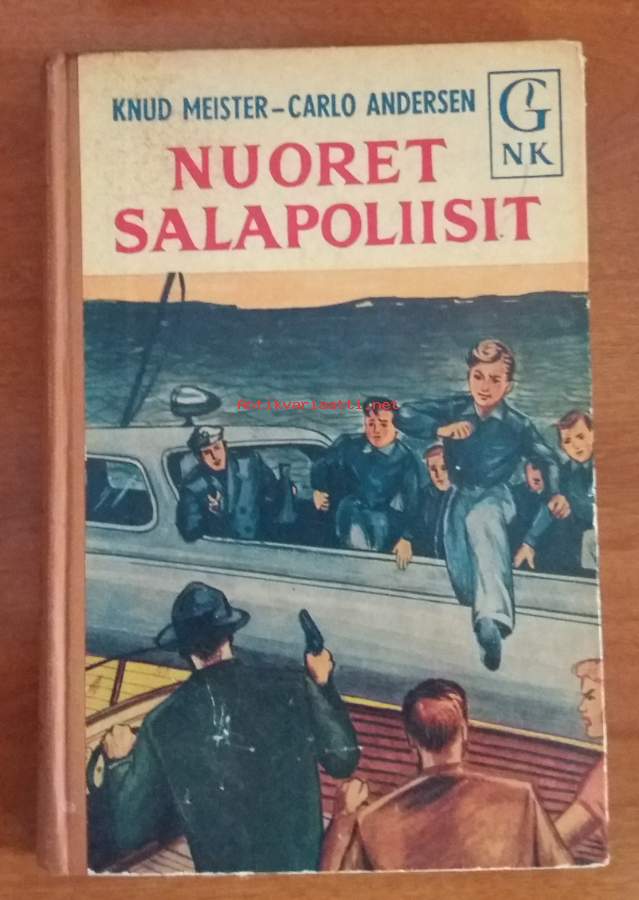 KNUD MEISTER – CARLO ANDERSEN
G
NK
NUORET
SALAPOLIISIT
Antikvariaatti.net